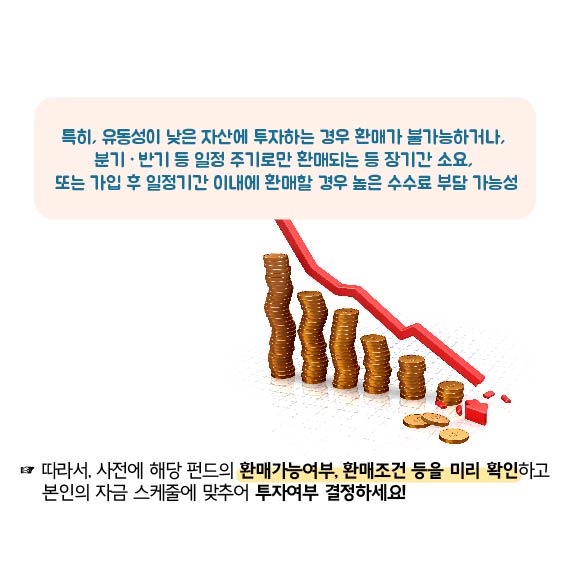 특히, 유동성이 낮은 자산에 투자하는 경우 환매가 불가능하거나,
분기 · 반기 등 일정 주기로만 환매되는 등 장기간 소요,
또는 가입 후 일정기간 이내에 환매할 경우 높은 수수료 부담 가능성
☞ 따라서, 사전에 해당 펀드의 환매가능여부, 환매조건 등을 미리 확인하고
본인의 자금 스케줄에 맞추어 투자여부 결정하세요!